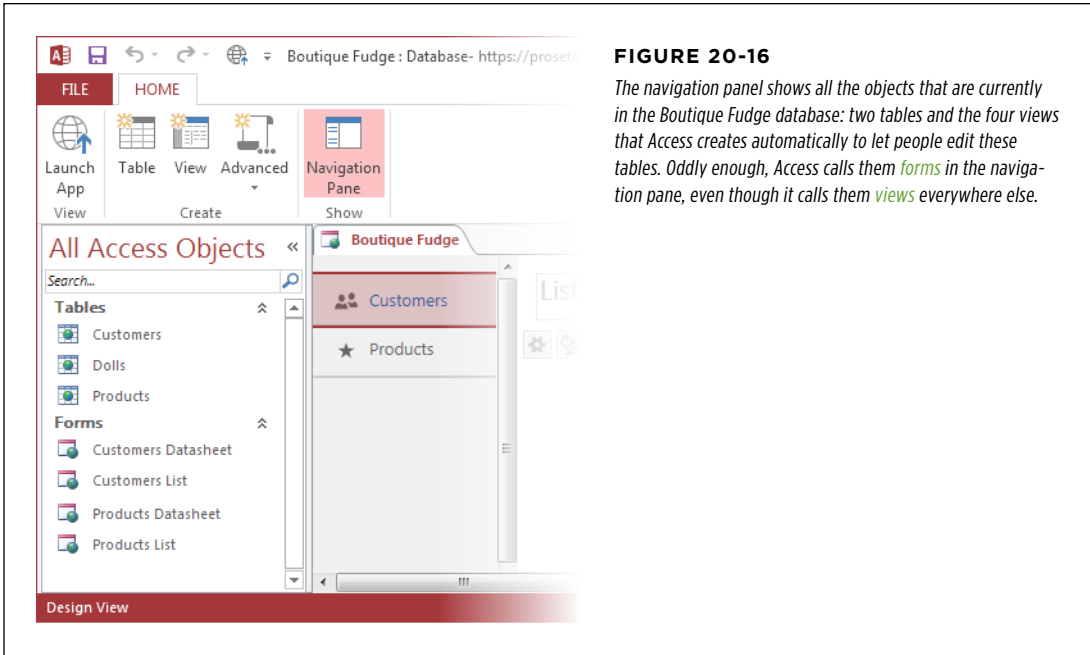 Boutique Fudge : Database- https://prosete
FILE HOME
Launch App
Table
View
Advanced
Navigation Pane
View
Create
Show
All Access Objects «
Search...
Tables
Customers
Dolls
Products
Forms
Customers Datasheet
Customers List
Products Datasheet
Products List
Boutique Fudge
Customers
Products
List
Design View
FIGURE 20-16
The navigation panel shows all the objects that are currently
in the Boutique Fudge database: two tables and the four views
that Access creates automatically to let people edit these
tables. Oddly enough, Access calls them forms in the naviga-
tion pane, even though it calls them views everywhere else.